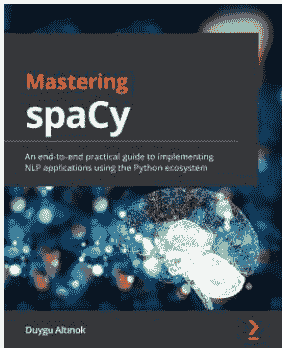 Mastering
spaCy
An end-to-end practical guide to implementing
NLP applications using the Python ecosystem
Duygu Altınok